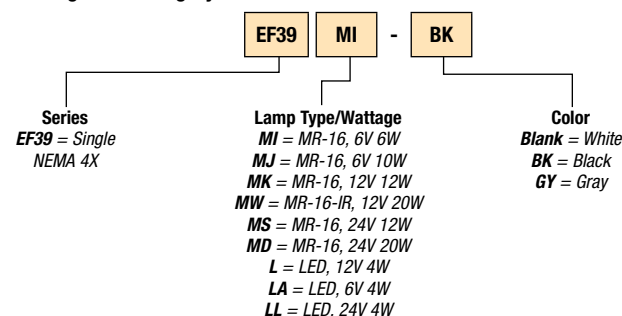 EF39 MI - BK
Series
EF39 = Single
NEMA 4X
Lamp Type/Wattage
MI = MR-16, 6V 6W
MJ = MR-16, 6V 10W
MK = MR-16, 12V 12W
MW = MR-16-IR, 12V 20W
MS = MR-16, 24V 12W
MD = MR-16, 24V 20W
L = LED, 12V 4W
LA = LED, 6V 4W
LL = LED, 24V 4W
Color
Blank = White
BK = Black
GY = Gray